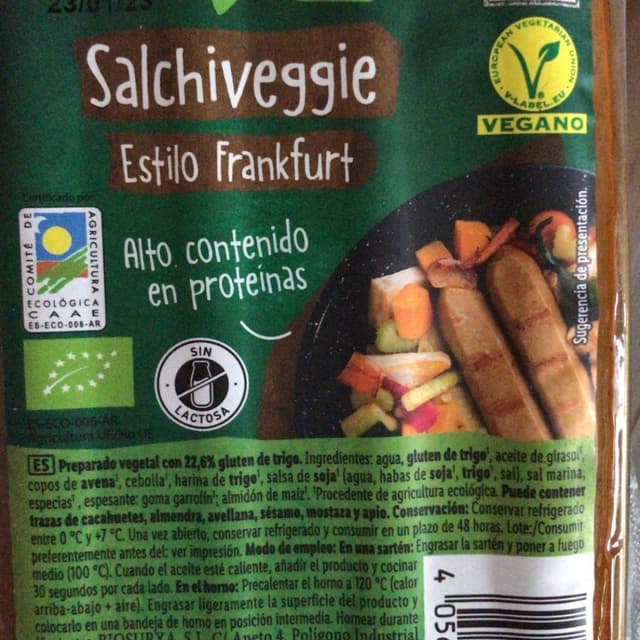 23/01/23
Salchiveggie
Estilo Frankfurt
EUROPEAN VEGETARIAN UNION
V-LABEL.EU
VEGANO
Certificado por:
COMITÉ DE AGRICULTURA
ECOLÓGICA
CAAE
ES-ECO-006-AR
Alto contenido
en proteínas
SIN
LACTOSA
Sugerencia de presentación.
ES-ECO-006-AR
Agricultura UE/no UE
ES Preparado vegetal con 22,6% gluten de trigo. Ingredientes: agua, gluten de trigo¹, aceite de girasol¹,
copos de avena¹, cebolla¹, harina de trigo¹, salsa de soja¹ (agua, habas de soja¹, trigo¹, sal), sal marina,
especias¹, espesante: goma garrofín¹; almidón de maíz¹. ¹Procedente de agricultura ecológica. Puede contener
trazas de cacahuetes, almendra, avellana, sésamo, mostaza y apio. Conservación: Conservar refrigerado
entre 0 °C y +7 °C. Una vez abierto, conservar refrigerado y consumir en un plazo de 48 horas. Lote:/Consumir
preferentemente antes del: ver impresión. Modo de empleo: En una sartén: Engrasar la sartén y poner a fuego
medio (100 °C). Cuando el aceite esté caliente, añadir el producto y cocinar
30 segundos por cada lado. En el horno: Precalentar el horno a 120 °C (calor
arriba-abajo + aire). Engrasar ligeramente la superficie del producto y
colocarlo en una bandeja de horno en posición intermedia. Hornear durante
BIOSURYA, S.L. C/ Aneto 4, Polígono Industrial
4 056